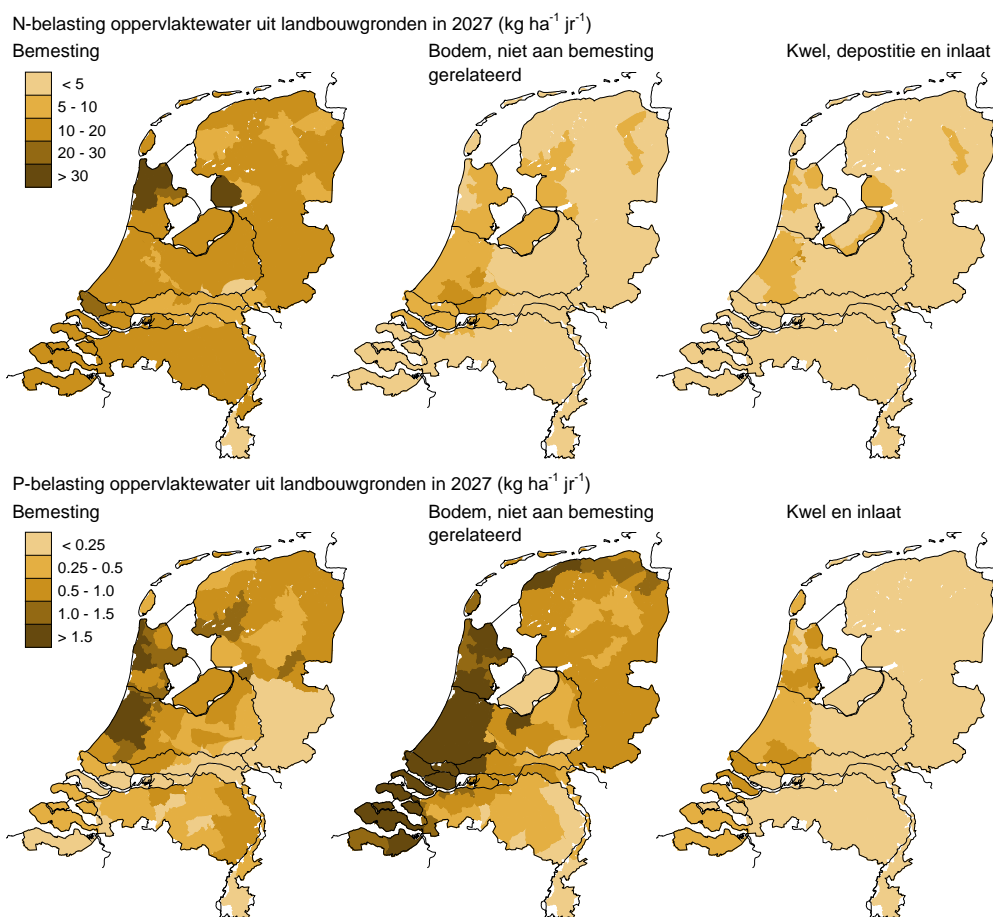 N-belasting oppervlaktewater uit landbouwgronden in 2027 (kg ha⁻¹ jr⁻¹)
Bemesting
Bodem, niet aan bemesting
gerelateerd
Kwel, depostitie en inlaat
< 5
5 - 10
10 - 20
20 - 30
> 30
P-belasting oppervlaktewater uit landbouwgronden in 2027 (kg ha⁻¹ jr⁻¹)
Bemesting
Bodem, niet aan bemesting
gerelateerd
Kwel en inlaat
< 0.25
0.25 - 0.5
0.5 - 1.0
1.0 - 1.5
> 1.5